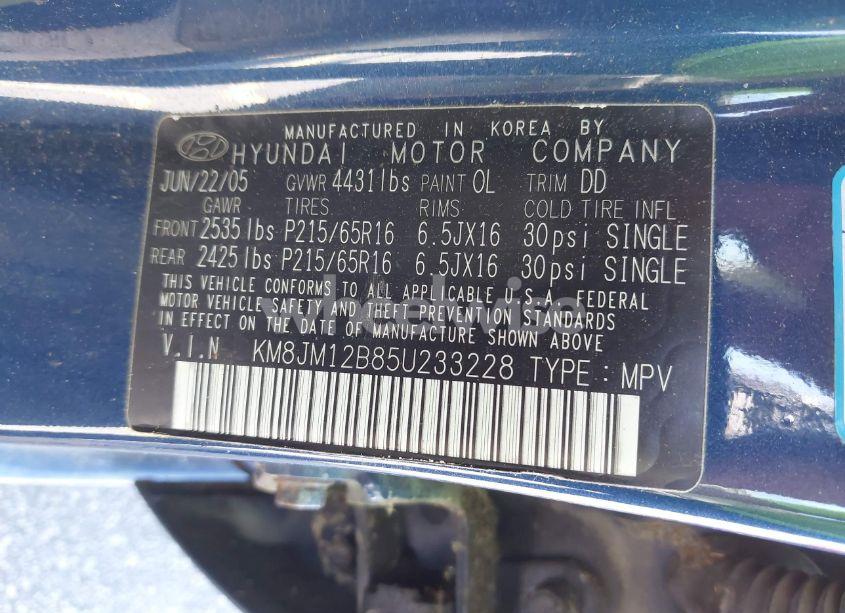 MANUFACTURED IN KOREA BY
HYUNDAI MOTOR COMPANY
JUN/22/05 GVWR 4431lbs PAINT OL TRIM DD
GAWR TIRES RIMS COLD TIRE INFL
FRONT 2535lbs P215/65R16 6.5JX16 30psi SINGLE
REAR 2425lbs P215/65R16 6.5JX16 30psi SINGLE
THIS VEHICLE CONFORMS TO ALL APPLICABLE U.S.A. FEDERAL
MOTOR VEHICLE SAFETY AND THEFT PREVENTION STANDARDS
IN EFFECT ON THE DATE OF MANUFACTURE SHOWN ABOVE
wheelwise
V.I.N KM8JM12B85U233228 TYPE : MPV